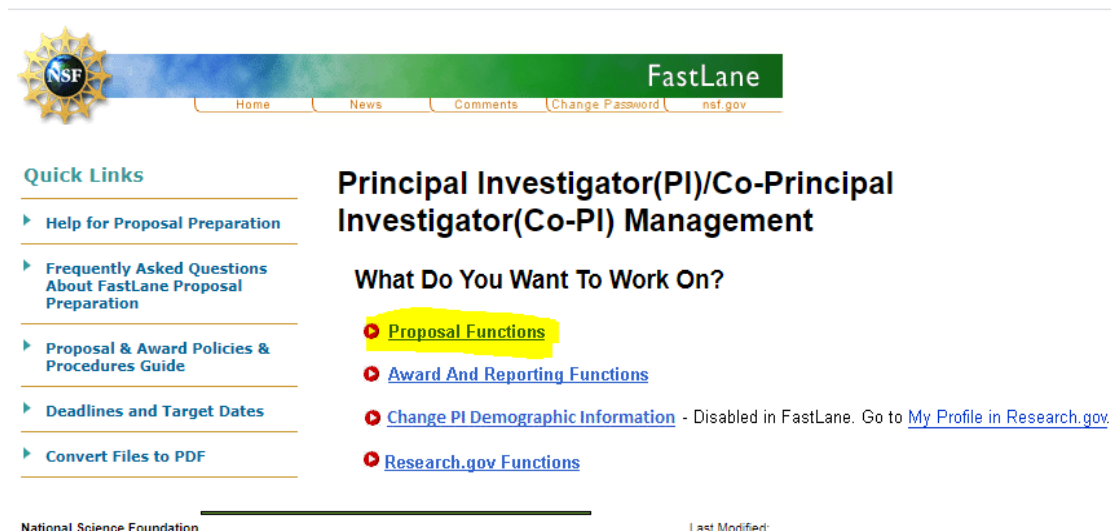 NSF
FastLane
Home News Comments Change Password nsf.gov
Quick Links
Help for Proposal Preparation
Frequently Asked Questions
About FastLane Proposal
Preparation
Proposal & Award Policies &
Procedures Guide
Deadlines and Target Dates
Convert Files to PDF
Principal Investigator(PI)/Co-Principal
Investigator(Co-PI) Management
What Do You Want To Work On?
Proposal Functions
Award And Reporting Functions
Change PI Demographic Information - Disabled in FastLane. Go to My Profile in Research.gov.
Research.gov Functions
National Science Foundation
Last Modified: